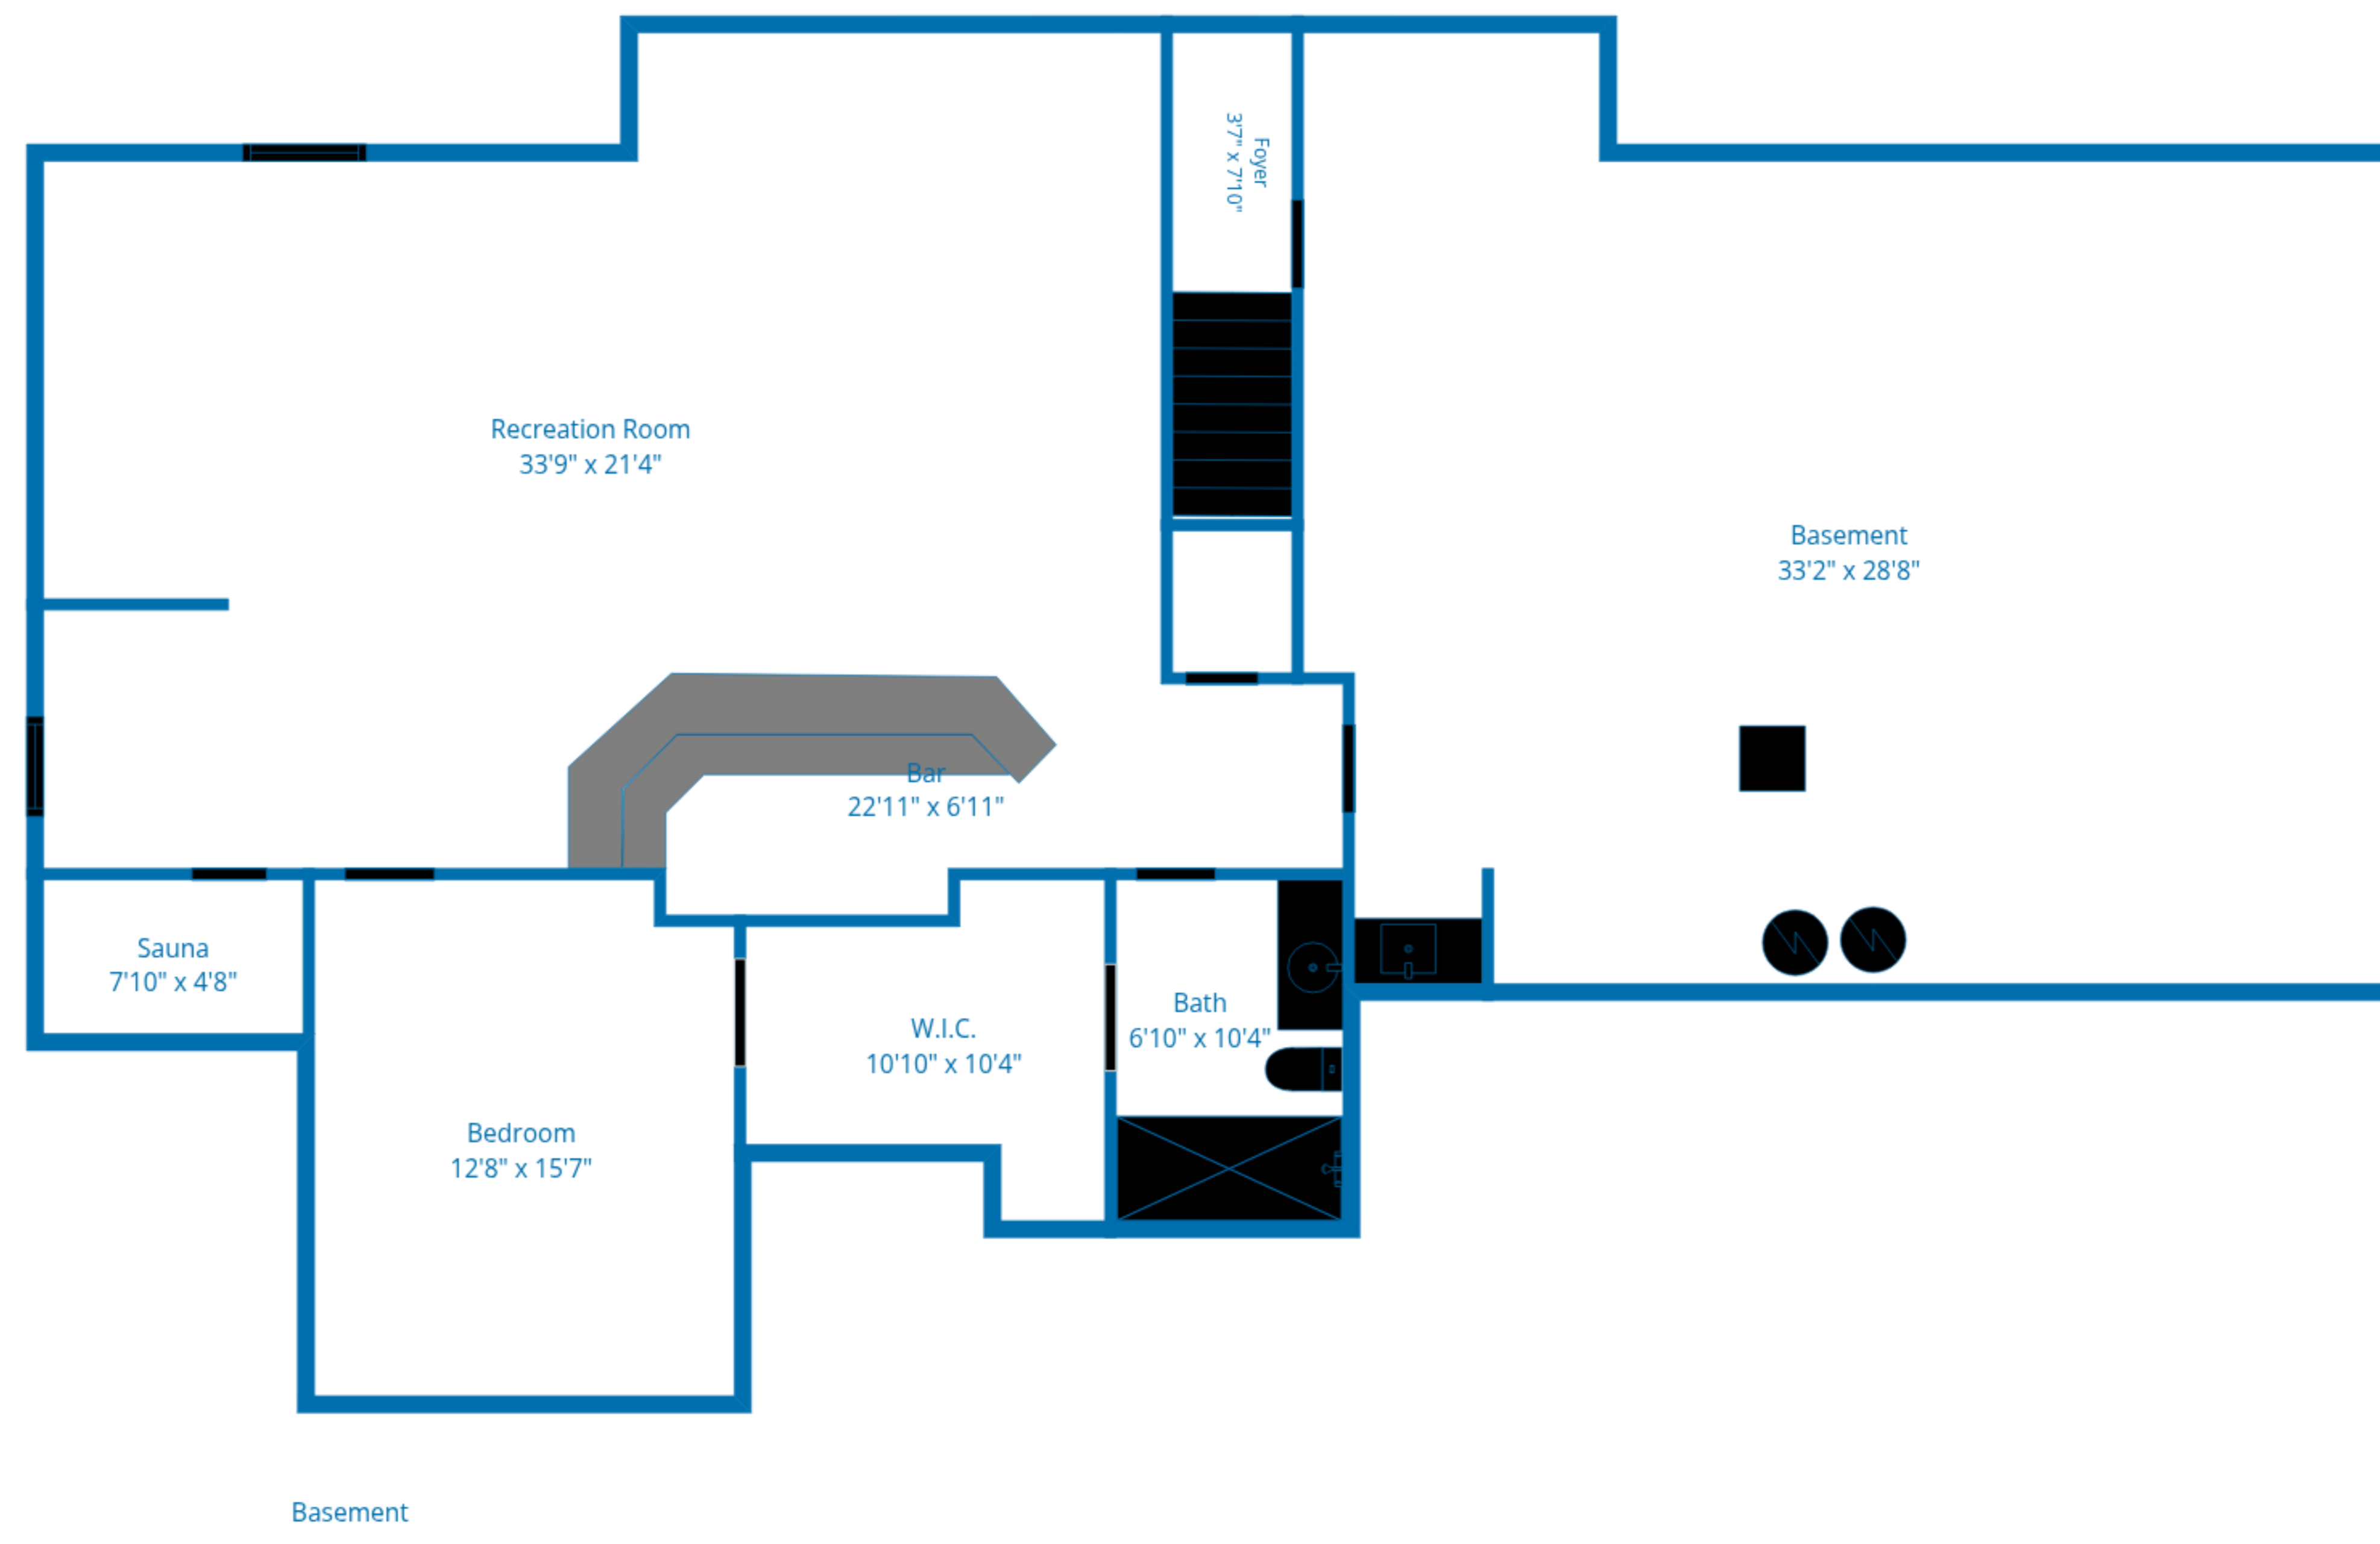 Foyer
3'7" x 7'10"
Recreation Room
33'9" x 21'4"
Basement
33'2" x 28'8"
Bar
22'11" x 6'11"
Sauna
7'10" x 4'8"
Bath
6'10" x 10'4"
W.I.C.
10'10" x 10'4"
Bedroom
12'8" x 15'7"
Basement